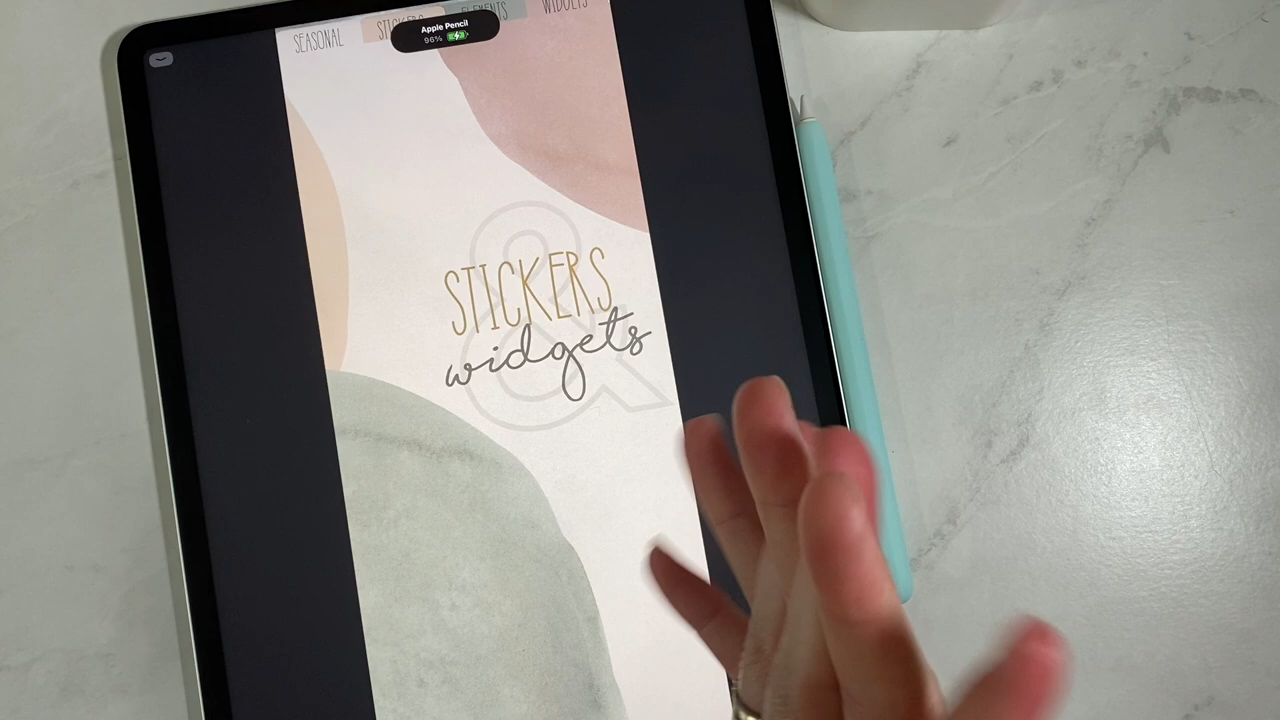 SEASONAL
STICKERS
ELEMENTS
WIDGETS
Apple Pencil
96%
&
STICKERS
widgets